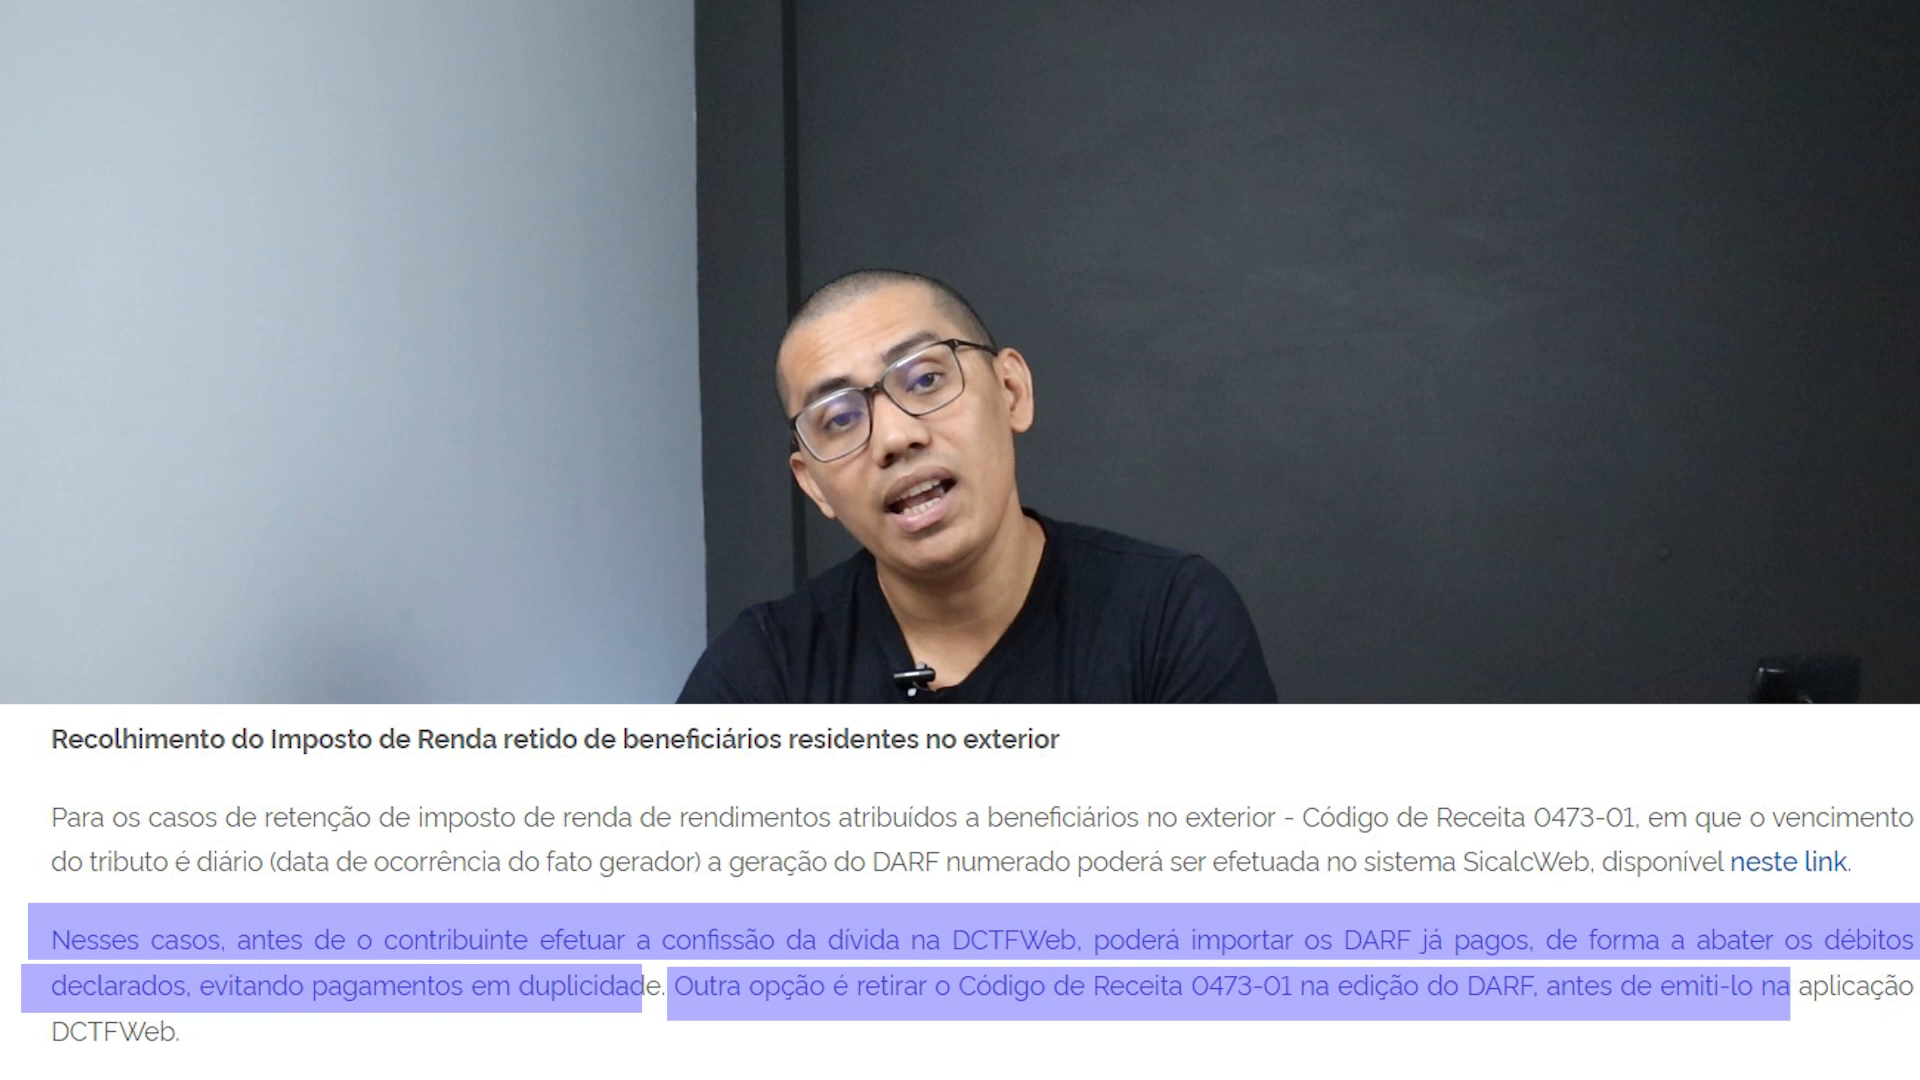 Recolhimento do Imposto de Renda retido de beneficiários residentes no exterior
Para os casos de retenção de imposto de renda de rendimentos atribuídos a beneficiários no exterior - Código de Receita 0473-01, em que o vencimento
do tributo é diário (data de ocorrência do fato gerador) a geração do DARF numerado poderá ser efetuada no sistema SicalcWeb, disponível neste link.
Nesses casos, antes de o contribuinte efetuar a confissão da dívida na DCTFWeb, poderá importar os DARF já pagos, de forma a abater os débitos
declarados, evitando pagamentos em duplicidade. Outra opção é retirar o Código de Receita 0473-01 na edição do DARF, antes de emiti-lo na aplicação
DCTFWeb.